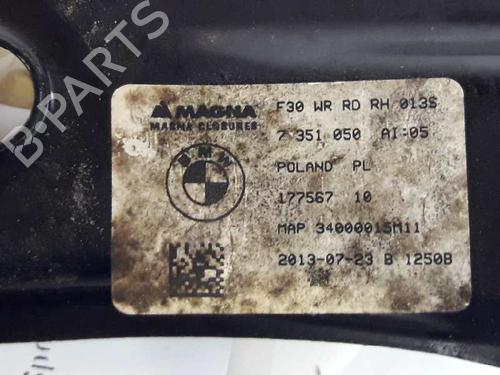 MAGNA
MAGNA CLOSURES
BMW
F30 WR RD RH 013S
7 351 050 AI:05
POLAND PL
177567 10
MAP 34000015M11
2013-07-23 B 1250B
B-PARTS